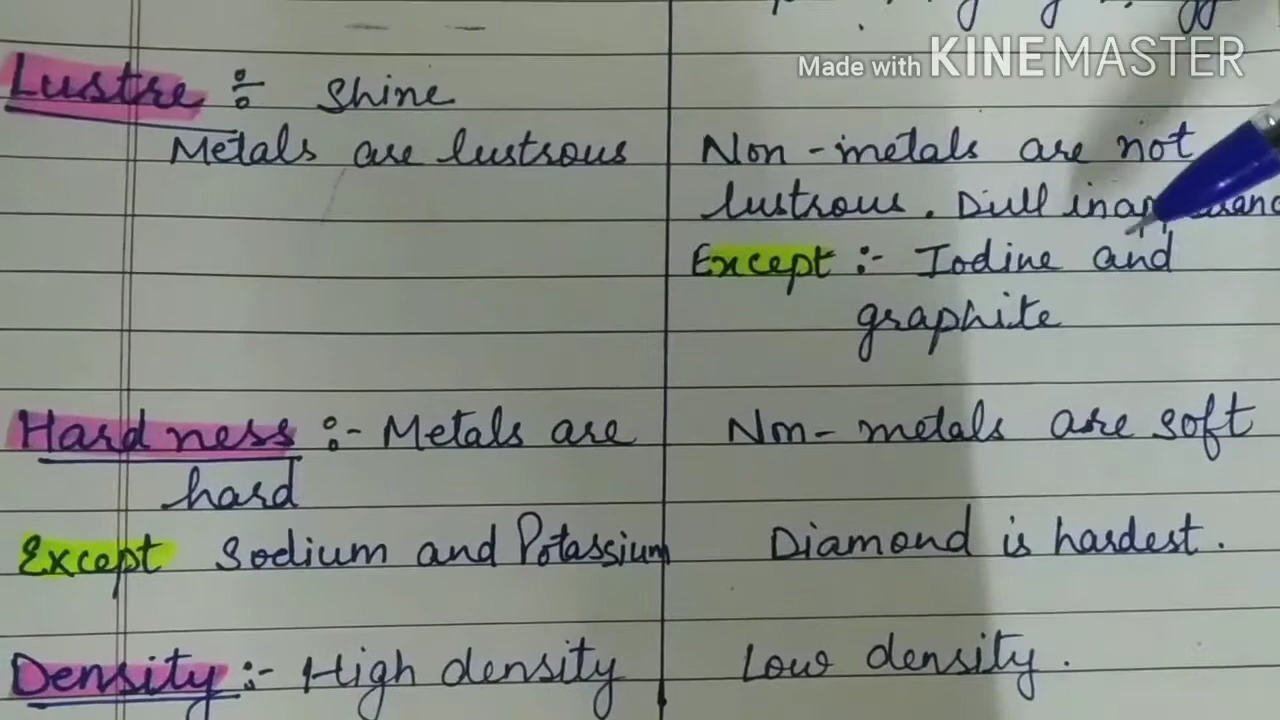 Made with KINEMASTER
Lustre :- Shine
Metals are lustrous
Non-metals are not
lustrous. Dull in
Except :- Iodine and
graphite
Hardness :- Metals are
hard
Except Sodium and Potassium
Non-metals are soft
Diamond is hardest.
Density :- High density
Low density.